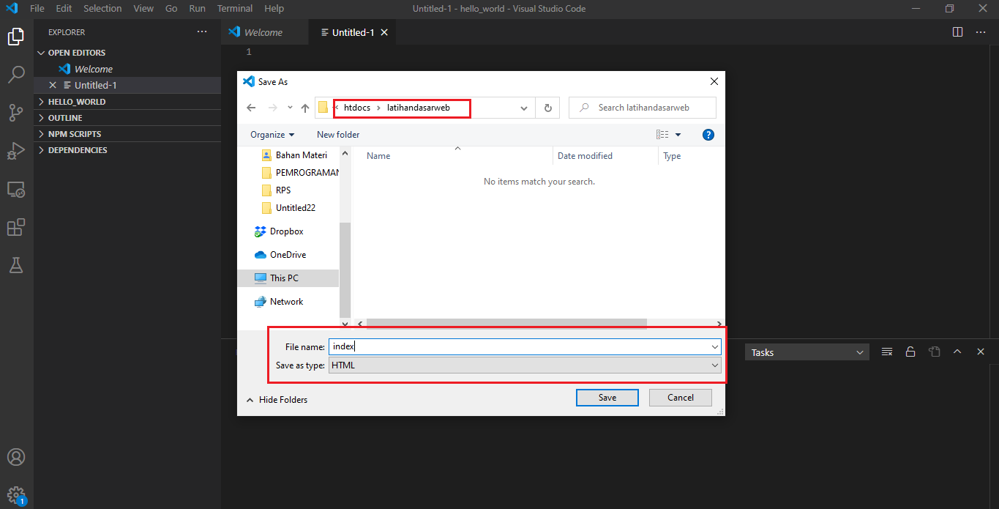 File Edit Selection View Go Run Terminal Help Untitled-1 - hello_world - Visual Studio Code
EXPLORER
Welcome
Untitled-1
OPEN EDITORS
Welcome
Untitled-1
HELLO_WORLD
OUTLINE
NPM SCRIPTS
DEPENDENCIES
1
Save As
htdocs › latihandasarweb
Search latihandasarweb
Organize New folder
?
Bahan Materi
PEMROGRAMAN
RPS
Untitled22
Dropbox
OneDrive
This PC
Network
Name Date modified Type
No items match your search.
File name: index
Save as type: HTML
Hide Folders
Save Cancel
Tasks
1